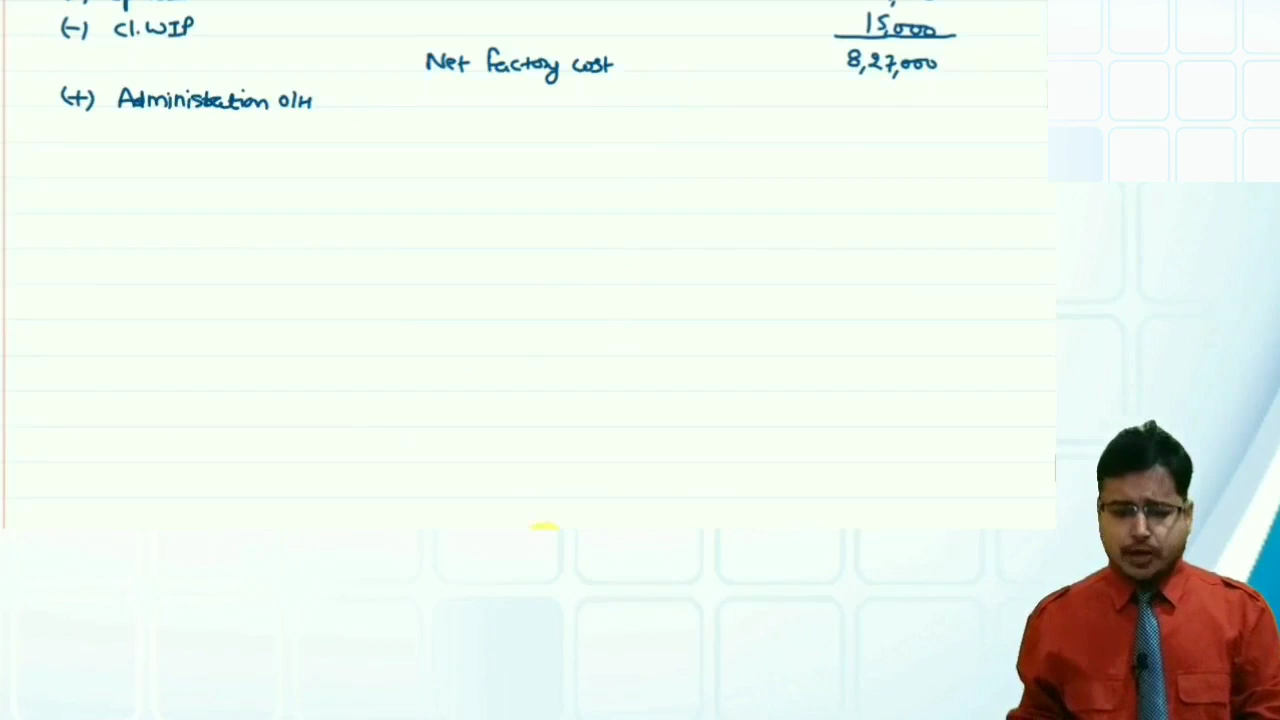 (-) Cl.WIP 15,000
Net factory cost 8,27,000
(+) Administration O/H